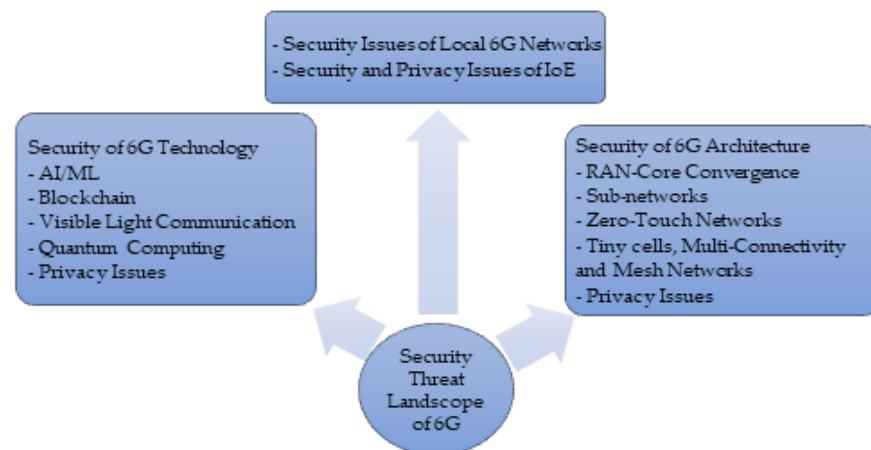 - Security Issues of Local 6G Networks
- Security and Privacy Issues of IoE
Security of 6G Technology
- AI/ML
- Blockchain
- Visible Light Communication
- Quantum Computing
- Privacy Issues
Security of 6G Architecture
- RAN-Core Convergence
- Sub-networks
- Zero-Touch Networks
- Tiny cells, Multi-Connectivity
and Mesh Networks
- Privacy Issues
Security
Threat
Landscope
of 6G